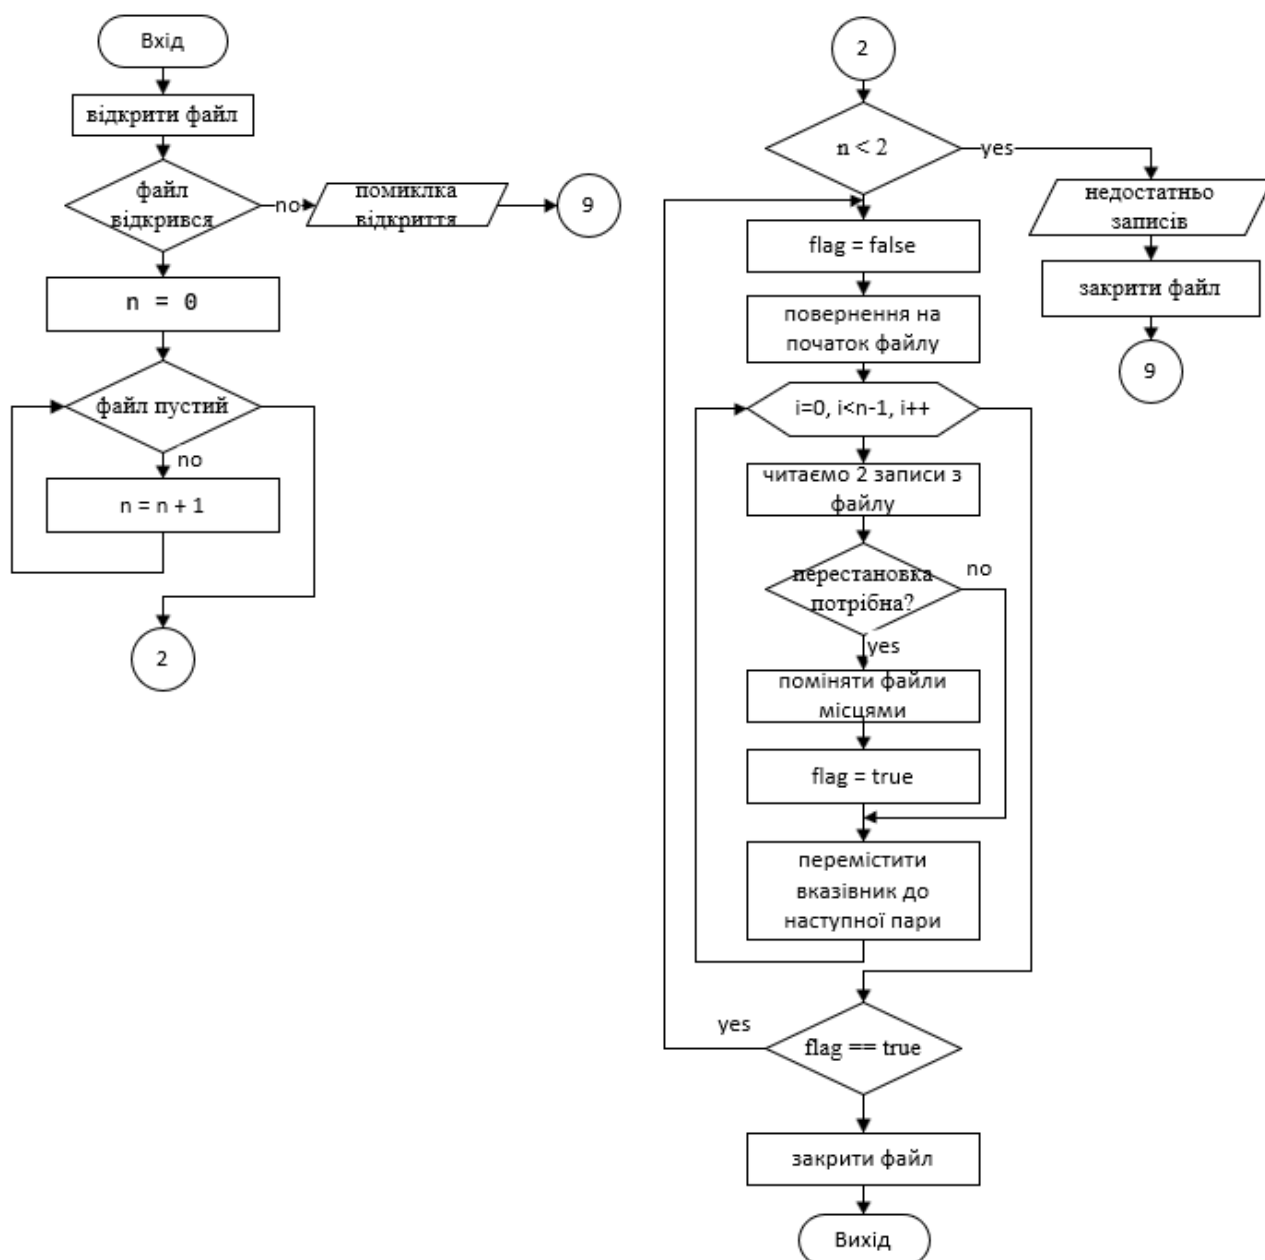 Вхід
відкрити файл
файл
відкрився
no
помиклка
відкриття
9
n = 0
файл пустий
no
n = n + 1
2
2
n < 2
yes
недостатньо
записів
закрити файл
9
flag = false
повернення на
початок файлу
i=0, i<n-1, i++
читаємо 2 записи з
файлу
перестановка
потрібна?
no
yes
поміняти файли
місцями
flag = true
перемістити
вказівник до
наступної пари
flag == true
yes
закрити файл
Вихід